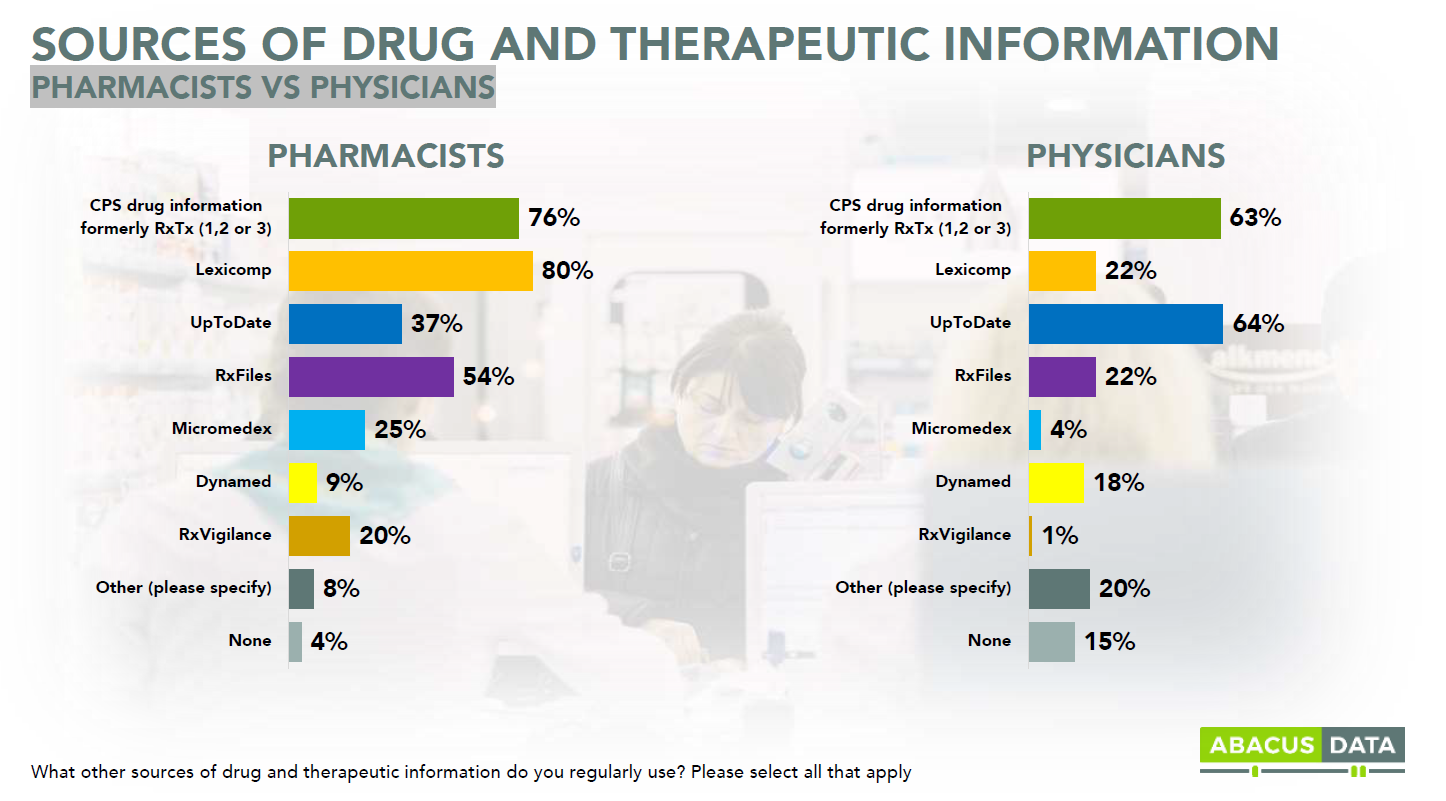 SOURCES OF DRUG AND THERAPEUTIC INFORMATION
PHARMACISTS VS PHYSICIANS
PHARMACISTS
CPS drug information
formerly RxTx (1,2 or 3)
76%
Lexicomp
80%
UpToDate
37%
RxFiles
54%
Micromedex
25%
Dynamed
9%
RxVigilance
20%
Other (please specify)
8%
None
4%
PHYSICIANS
CPS drug information
formerly RxTx (1,2 or 3)
63%
Lexicomp
22%
UpToDate
64%
RxFiles
22%
Micromedex
4%
Dynamed
18%
RxVigilance
1%
Other (please specify)
20%
None
15%
alkmene
What other sources of drug and therapeutic information do you regularly use? Please select all that apply
ABACUS DATA